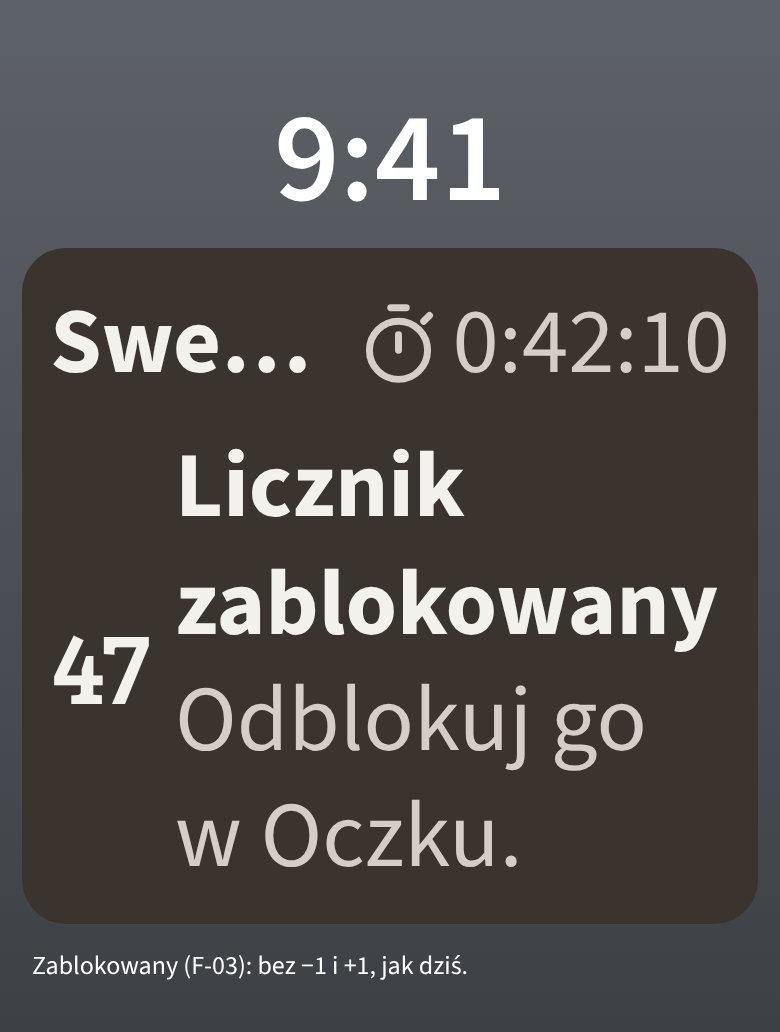 9:41
Swe… 0:42:10
Licznik
zablokowany
47
Odblokuj go
w Oczku.
Zablokowany (F-03): bez −1 i +1, jak dziś.